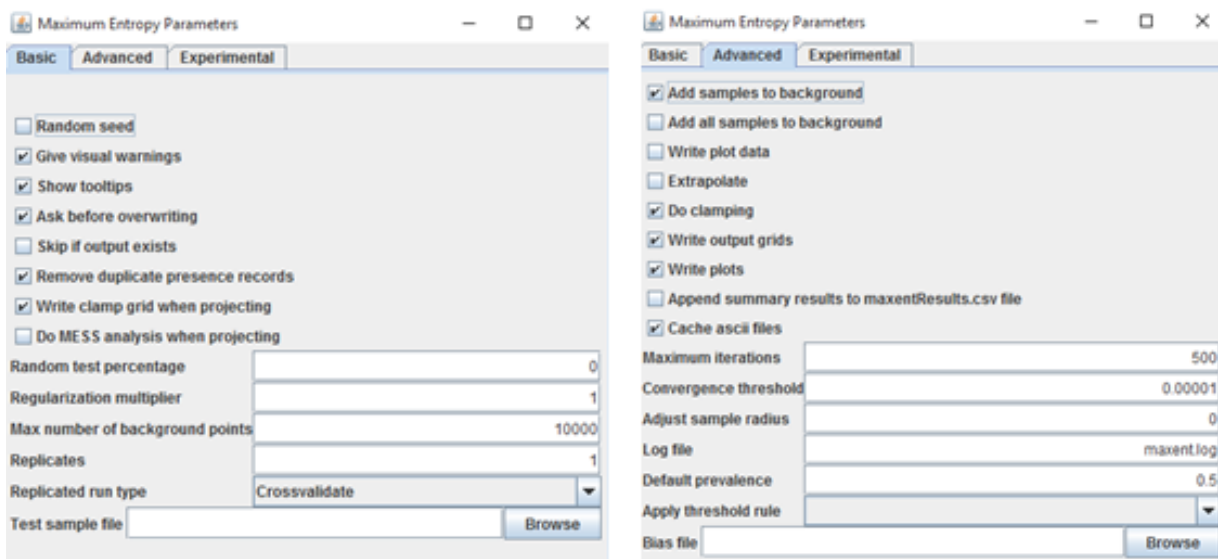 Maximum Entropy Parameters
Basic Advanced Experimental
Random seed
Give visual warnings
Show tooltips
Ask before overwriting
Skip if output exists
Remove duplicate presence records
Write clamp grid when projecting
Do MESS analysis when projecting
Random test percentage 0
Regularization multiplier 1
Max number of background points 10000
Replicates 1
Replicated run type Crossvalidate
Test sample file Browse
Maximum Entropy Parameters
Basic Advanced Experimental
Add samples to background
Add all samples to background
Write plot data
Extrapolate
Do clamping
Write output grids
Write plots
Append summary results to maxentResults.csv file
Cache ascii files
Maximum iterations 500
Convergence threshold 0.00001
Adjust sample radius 0
Log file maxent.log
Default prevalence 0.5
Apply threshold rule
Bias file Browse